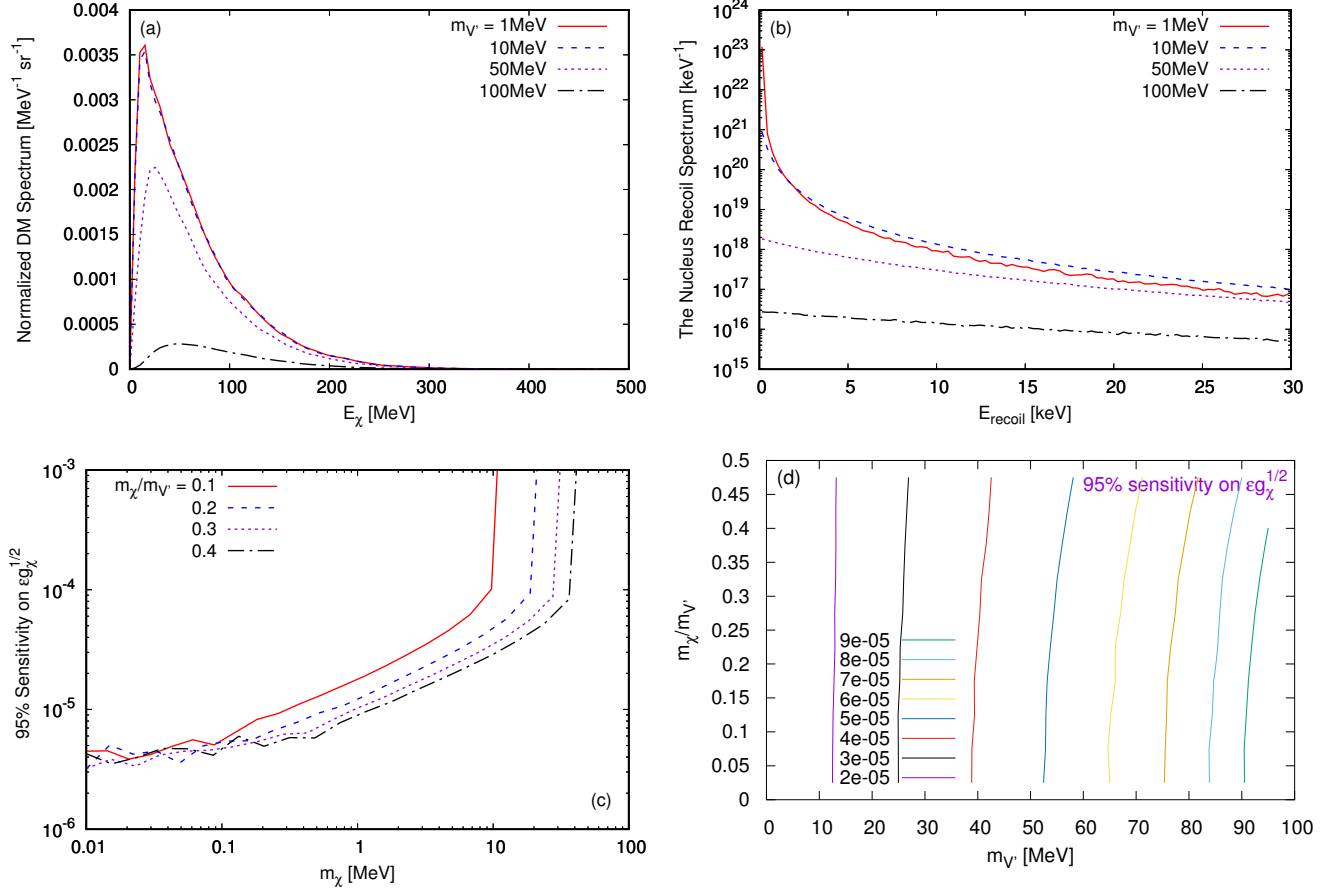 (a)
m_V' = 1MeV
10MeV
50MeV
100MeV
Normalized DM Spectrum [MeV⁻¹ sr⁻¹]
0.004
0.0035
0.003
0.0025
0.002
0.0015
0.001
0.0005
0
0 100 200 300 400 500
E_χ [MeV]
(b)
m_V' = 1MeV
10MeV
50MeV
100MeV
The Nucleus Recoil Spectrum [keV⁻¹]
10²⁴
10²³
10²²
10²¹
10²⁰
10¹⁹
10¹⁸
10¹⁷
10¹⁶
10¹⁵
0 5 10 15 20 25 30
E_recoil [keV]
m_χ/m_V' = 0.1
0.2
0.3
0.4
95% Sensitivity on εg_χ^1/2
10⁻³
10⁻⁴
10⁻⁵
10⁻⁶
(c)
0.01 0.1 1 10 100
m_χ [MeV]
(d)
95% sensitivity on εg_χ^1/2
m_χ/m_V'
0.5
0.45
0.4
0.35
0.3
0.25
0.2
0.15
0.1
0.05
0
9e-05
8e-05
7e-05
6e-05
5e-05
4e-05
3e-05
2e-05
0 10 20 30 40 50 60 70 80 90 100
m_V' [MeV]